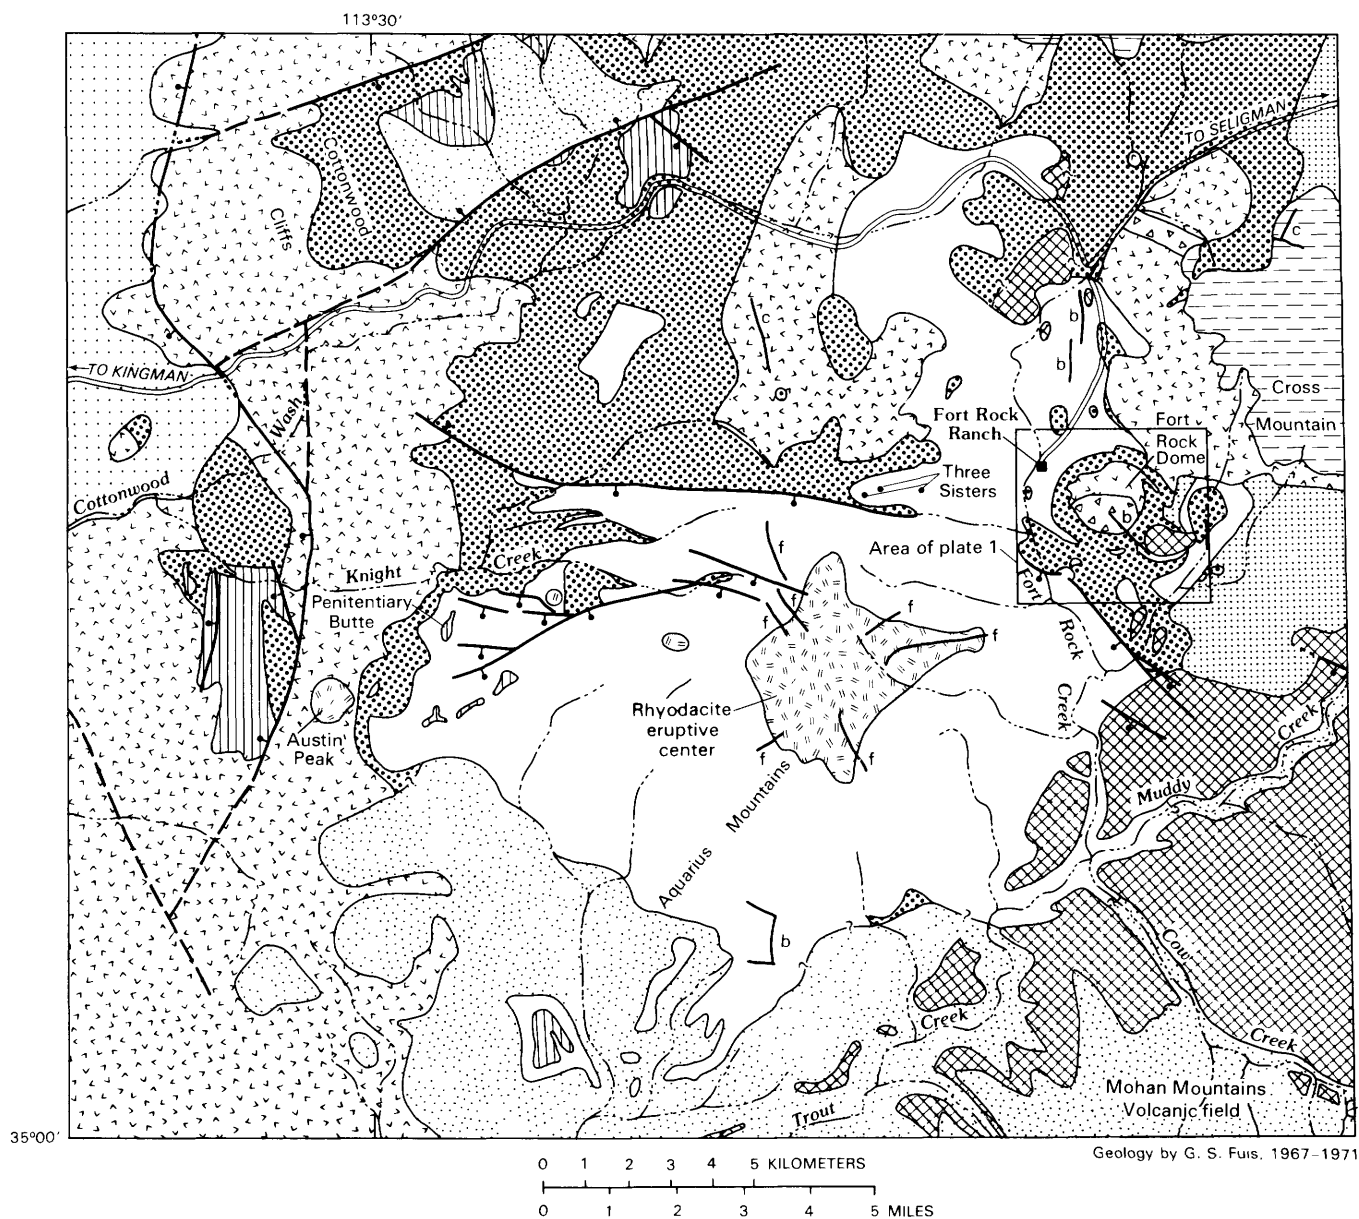 113°30′
TO SELIGMAN
Cottonwood
Cliffs
c
TO KINGMAN
Wash
c
b
b
Cross
Mountain
Fort Rock
Ranch
Fort
Rock
Dome
Three
Sisters
Cottonwood
b
Area of plate 1
f
Creek
Knight
Penitentiary
Butte
f
f
f
f
Fort
Rock
Creek
Rhyodacite
eruptive
center
Austin
Peak
f
f
Creek
Muddy
Aquarius Mountains
b
Cow
Creek
Creek
Trout
Mohan Mountains
Volcanic field
35°00′
Geology by G. S. Fuis, 1967–1971
0 1 2 3 4 5 KILOMETERS
0 1 2 3 4 5 MILES